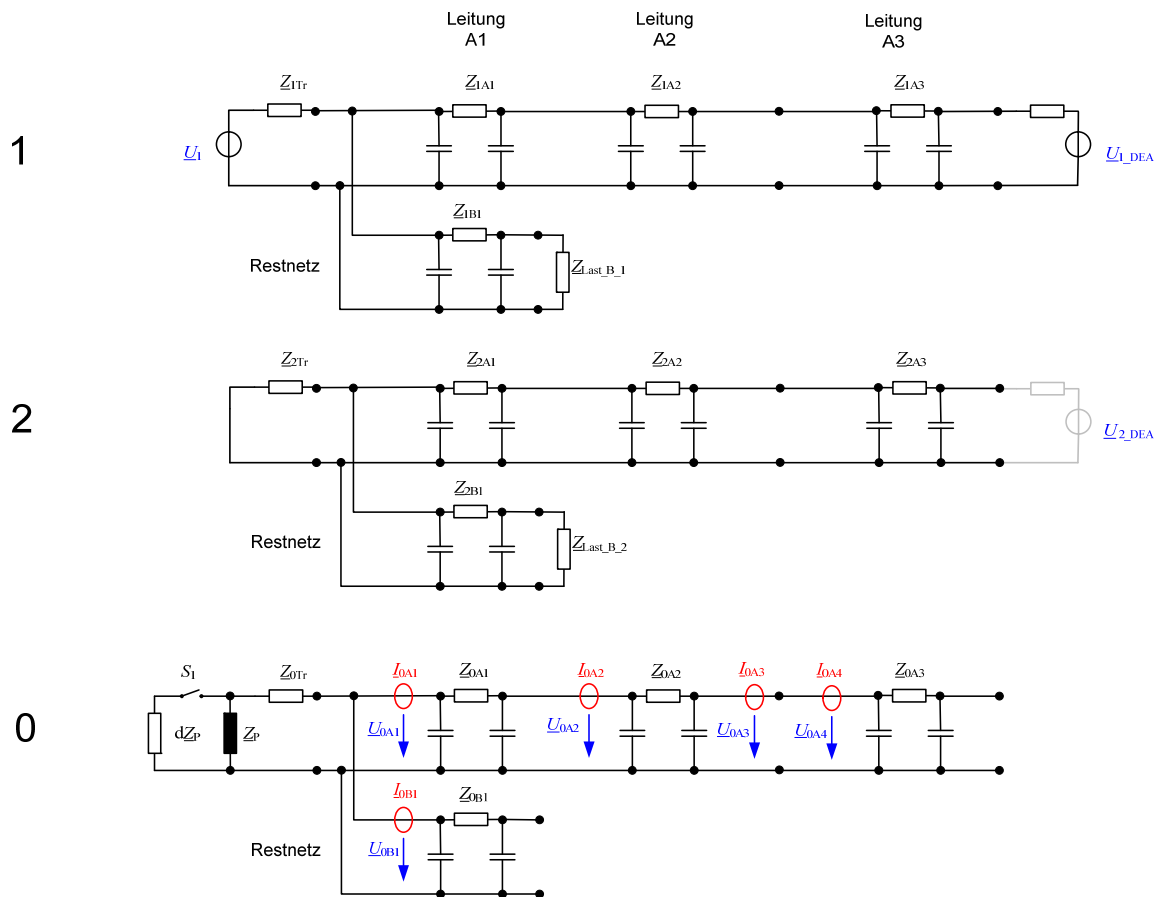 Leitung
A1
Leitung
A2
Leitung
A3
1
Z1Tr
Z1A1
Z1A2
Z1A3
U1
U1_DEA
Z1B1
Restnetz
ZLast_B_1
2
Z2Tr
Z2A1
Z2A2
Z2A3
U2_DEA
Z2B1
Restnetz
ZLast_B_2
0
S1
Z0Tr
I0A1
Z0A1
I0A2
Z0A2
I0A3
I0A4
Z0A3
dZP
ZP
U0A1
U0A2
U0A3
U0A4
I0B1
Z0B1
Restnetz
U0B1